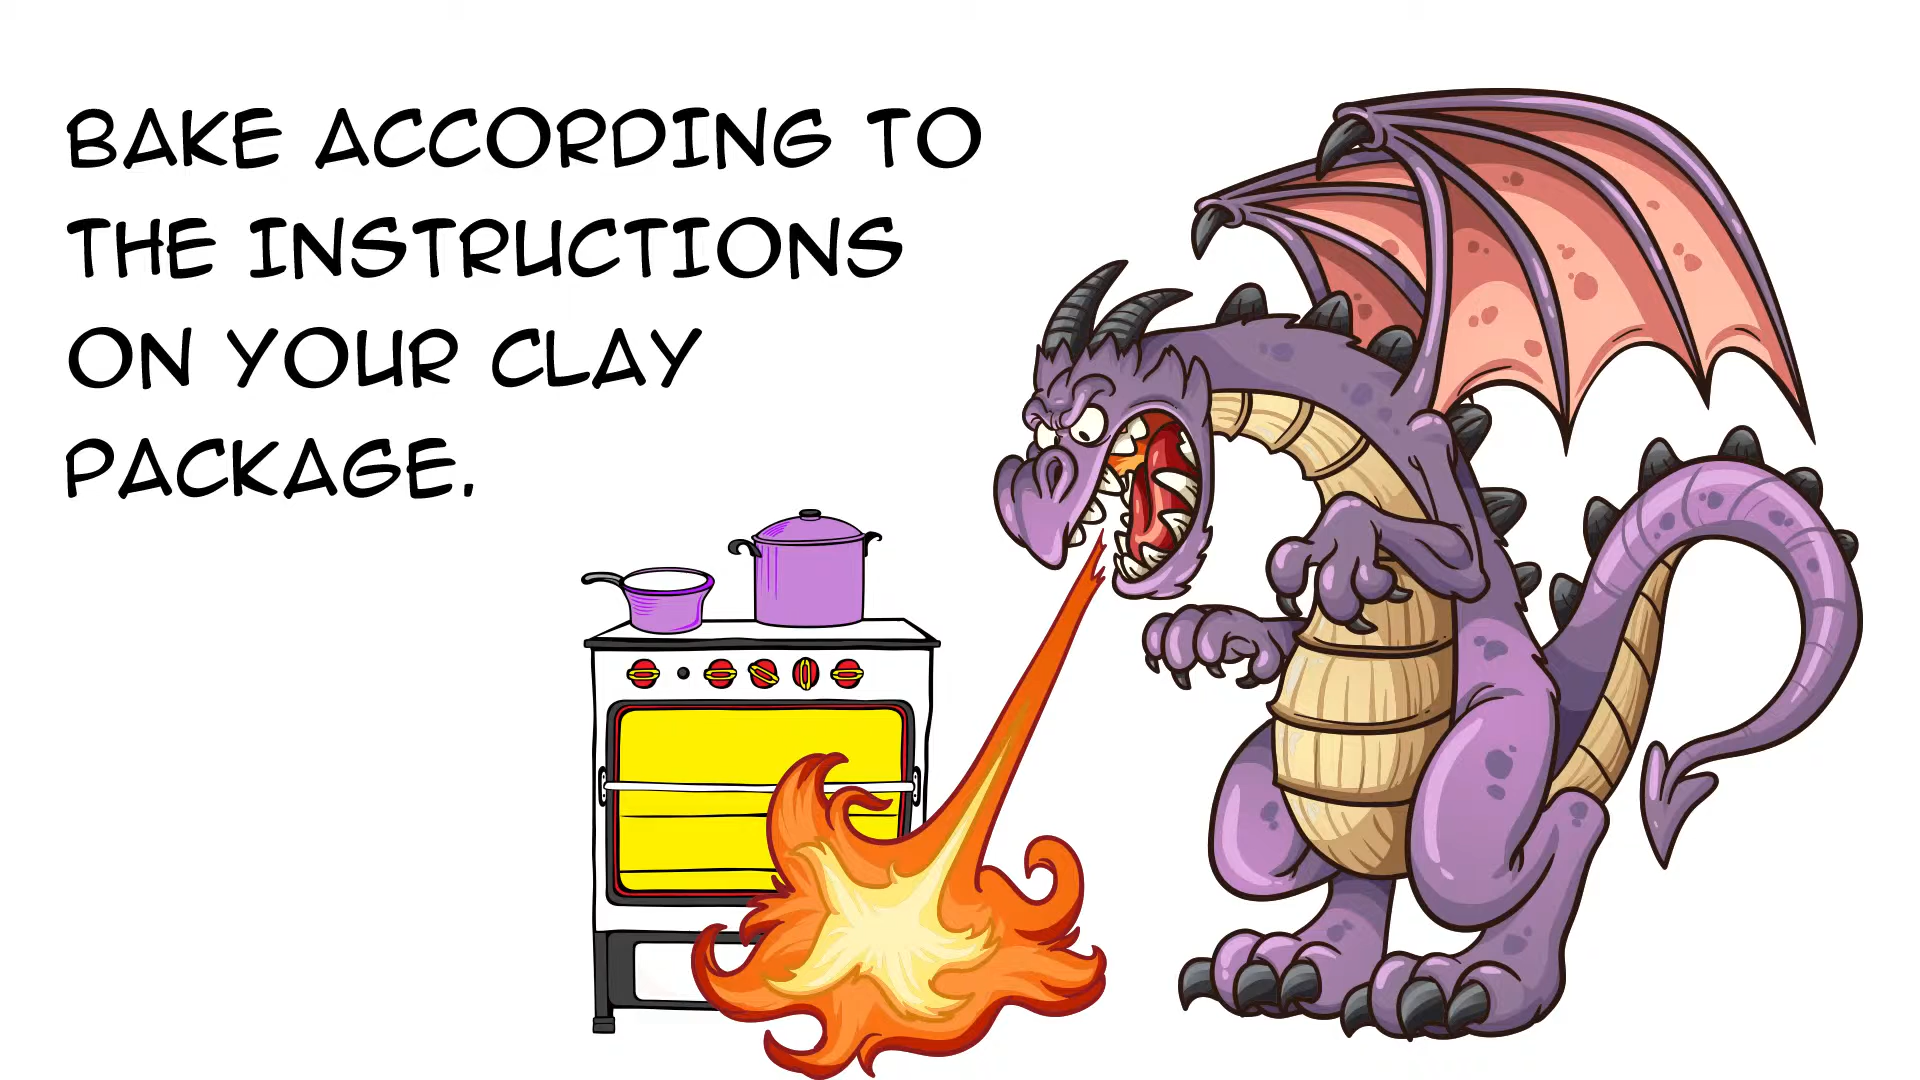 BAKE ACCORDING TO
THE INSTRUCTIONS
ON YOUR CLAY
PACKAGE.